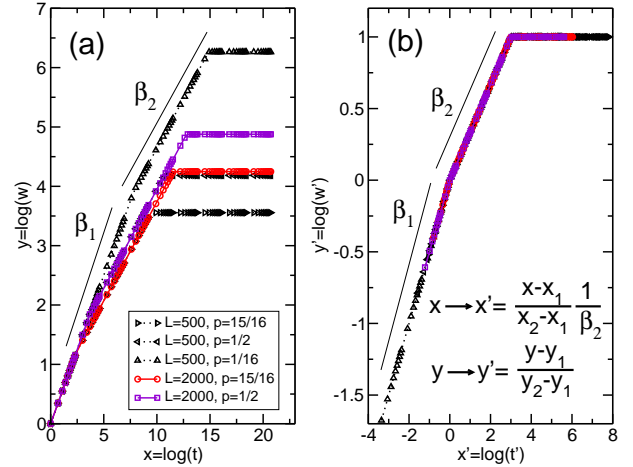 (a)
7
6
5
4
3
2
1
0
y=log(w)
β1
β2
L=500, p=15/16
L=500, p=1/2
L=500, p=1/16
L=2000, p=15/16
L=2000, p=1/2
0 5 10 15 20
x=log(t)
(b)
1
0.5
0
-0.5
-1
-1.5
y'=log(w')
β2
β1
x→x'= x-x1/x2-x1 1/β2
y→y'= y-y1/y2-y1
-4 -2 0 2 4 6 8
x'=log(t')